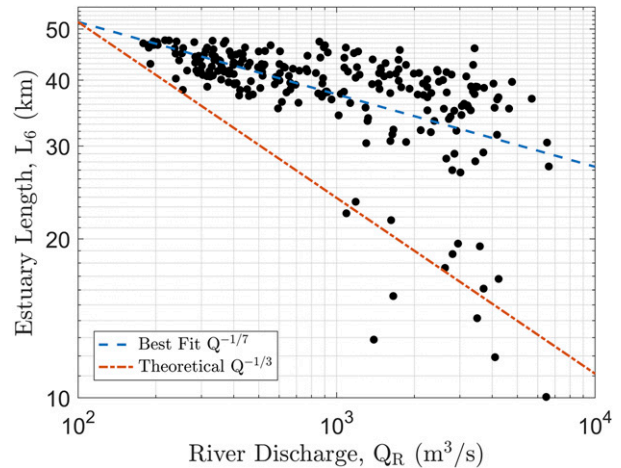 50
40
30
20
10
Estuary Length, L₆ (km)
10² 10³ 10⁴
River Discharge, Q_R (m³/s)
Best Fit Q⁻¹/⁷
Theoretical Q⁻¹/³